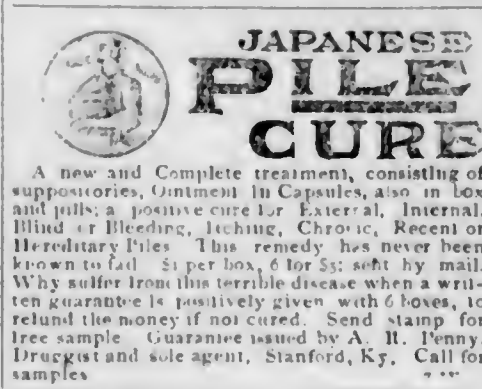 JAPANESE
PILE
CURE
A new and Complete treatment, consisting of
suppositories, Ointment In Capsules, also in Box
and pills: a positive cure for External, Internal,
Blind or Bleeding, Itching, Chronic, Recent or
Hereditary Piles This remedy has never been
known to fail $1 per box, 6 for $5; sent by mail.
Why suffer from this terrible disease when a writ-
ten guarantee is positively given with 6 boxes, to
refund the money if not cured. Send stamp for
free sample Guarantee issued by A. R. Penny,
Druggist and sole agent, Stanford, Ky, Call for
samples